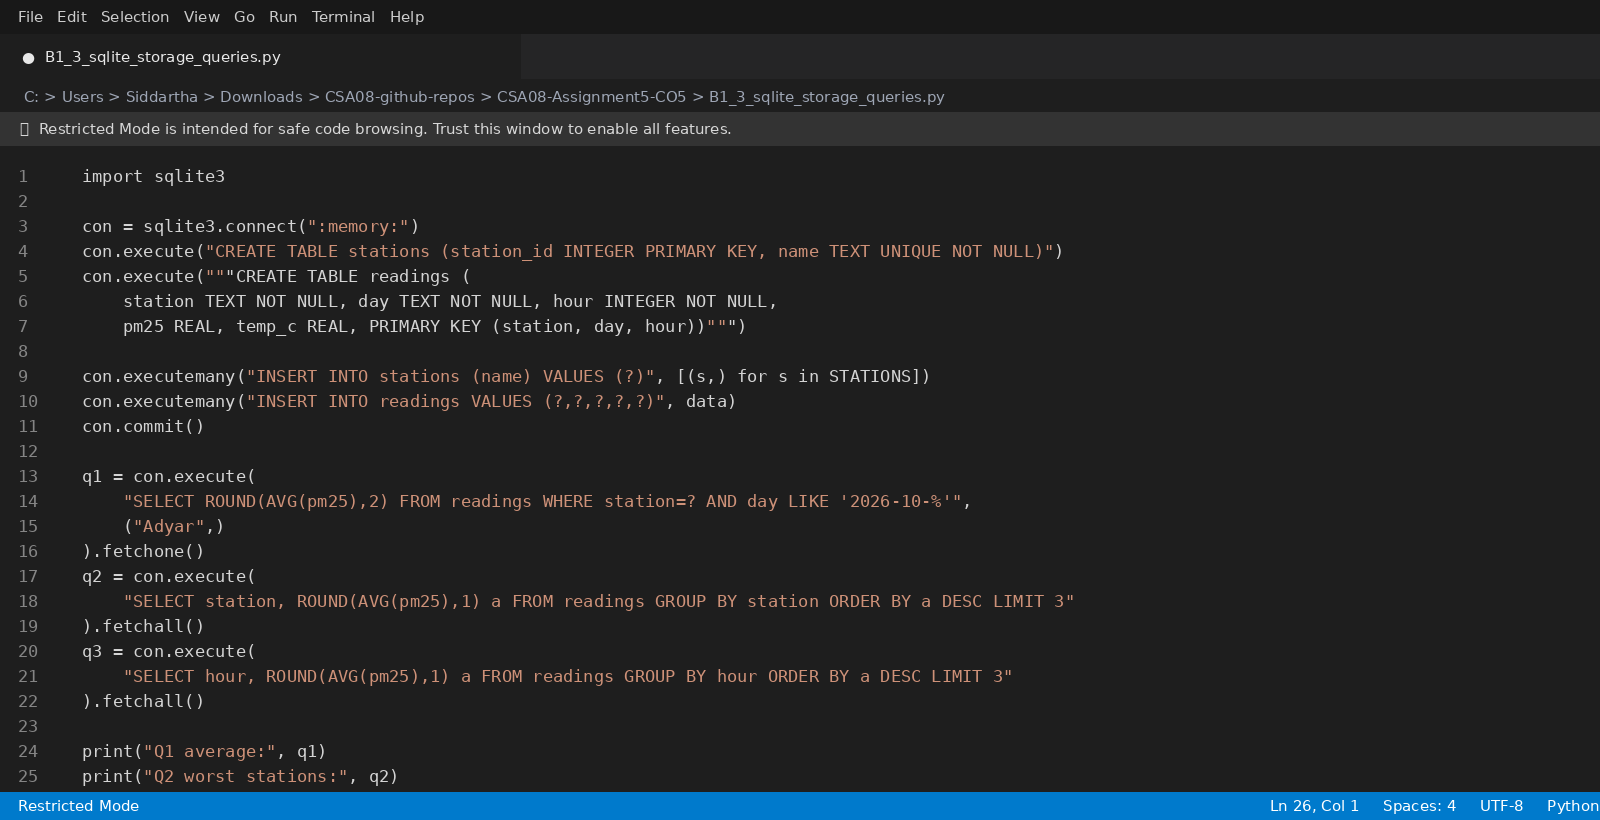 File Edit Selection View Go Run Terminal Help
● B1_3_sqlite_storage_queries.py
C: > Users > Siddartha > Downloads > CSA08-github-repos > CSA08-Assignment5-CO5 > B1_3_sqlite_storage_queries.py
Restricted Mode is intended for safe code browsing. Trust this window to enable all features.
1 import sqlite3
2
3 con = sqlite3.connect(":memory:")
4 con.execute("CREATE TABLE stations (station_id INTEGER PRIMARY KEY, name TEXT UNIQUE NOT NULL)")
5 con.execute("""CREATE TABLE readings (
6     station TEXT NOT NULL, day TEXT NOT NULL, hour INTEGER NOT NULL,
7     pm25 REAL, temp_c REAL, PRIMARY KEY (station, day, hour))""")
8
9 con.executemany("INSERT INTO stations (name) VALUES (?)", [(s,) for s in STATIONS])
10 con.executemany("INSERT INTO readings VALUES (?,?,?,?,?)", data)
11 con.commit()
12
13 q1 = con.execute(
14     "SELECT ROUND(AVG(pm25),2) FROM readings WHERE station=? AND day LIKE '2026-10-%'",
15     ("Adyar",)
16 ).fetchone()
17 q2 = con.execute(
18     "SELECT station, ROUND(AVG(pm25),1) a FROM readings GROUP BY station ORDER BY a DESC LIMIT 3"
19 ).fetchall()
20 q3 = con.execute(
21     "SELECT hour, ROUND(AVG(pm25),1) a FROM readings GROUP BY hour ORDER BY a DESC LIMIT 3"
22 ).fetchall()
23
24 print("Q1 average:", q1)
25 print("Q2 worst stations:", q2)
Restricted Mode Ln 26, Col 1 Spaces: 4 UTF-8 Python